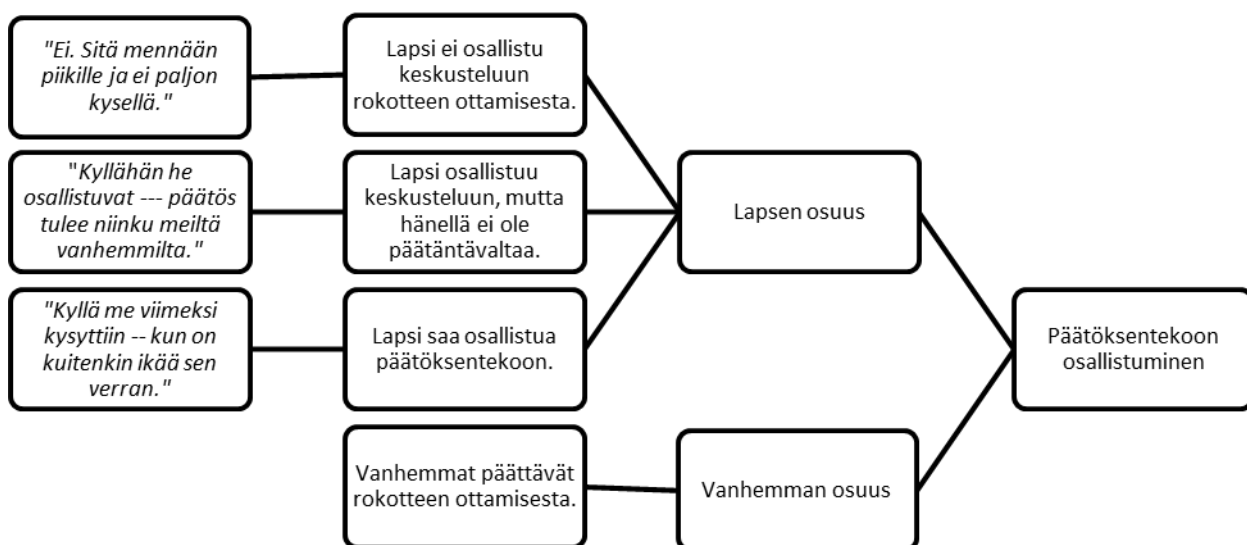 "Ei. Sitä mennään
piikille ja ei paljon
kysellä."
Lapsi ei osallistu
keskusteluun
rokotteen ottamisesta.
"Kyllähän he
osallistuvat --- päätös
tulee niinku meiltä
vanhemmilta."
Lapsi osallistuu
keskusteluun, mutta
hänellä ei ole
päätäntävaltaa.
Lapsen osuus
"Kyllä me viimeksi
kysyttiin -- kun on
kuitenkin ikää sen
verran."
Lapsi saa osallistua
päätöksentekoon.
Päätöksentekoon
osallistuminen
Vanhemmat päättävät
rokotteen ottamisesta.
Vanhemman osuus